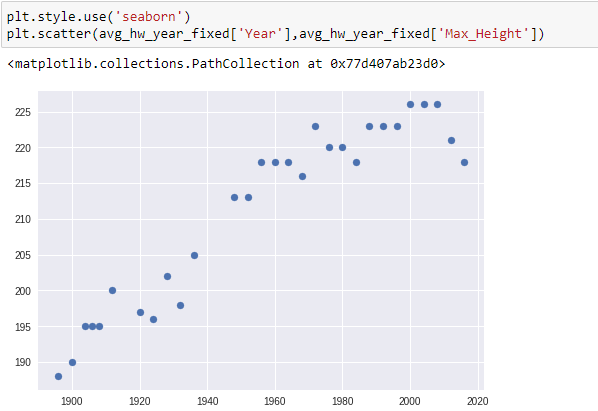 plt.style.use('seaborn')
plt.scatter(avg_hw_year_fixed['Year'],avg_hw_year_fixed['Max_Height'])
<matplotlib.collections.PathCollection at 0x77d407ab23d0>
225
220
215
210
205
200
195
190
1900 1920 1940 1960 1980 2000 2020